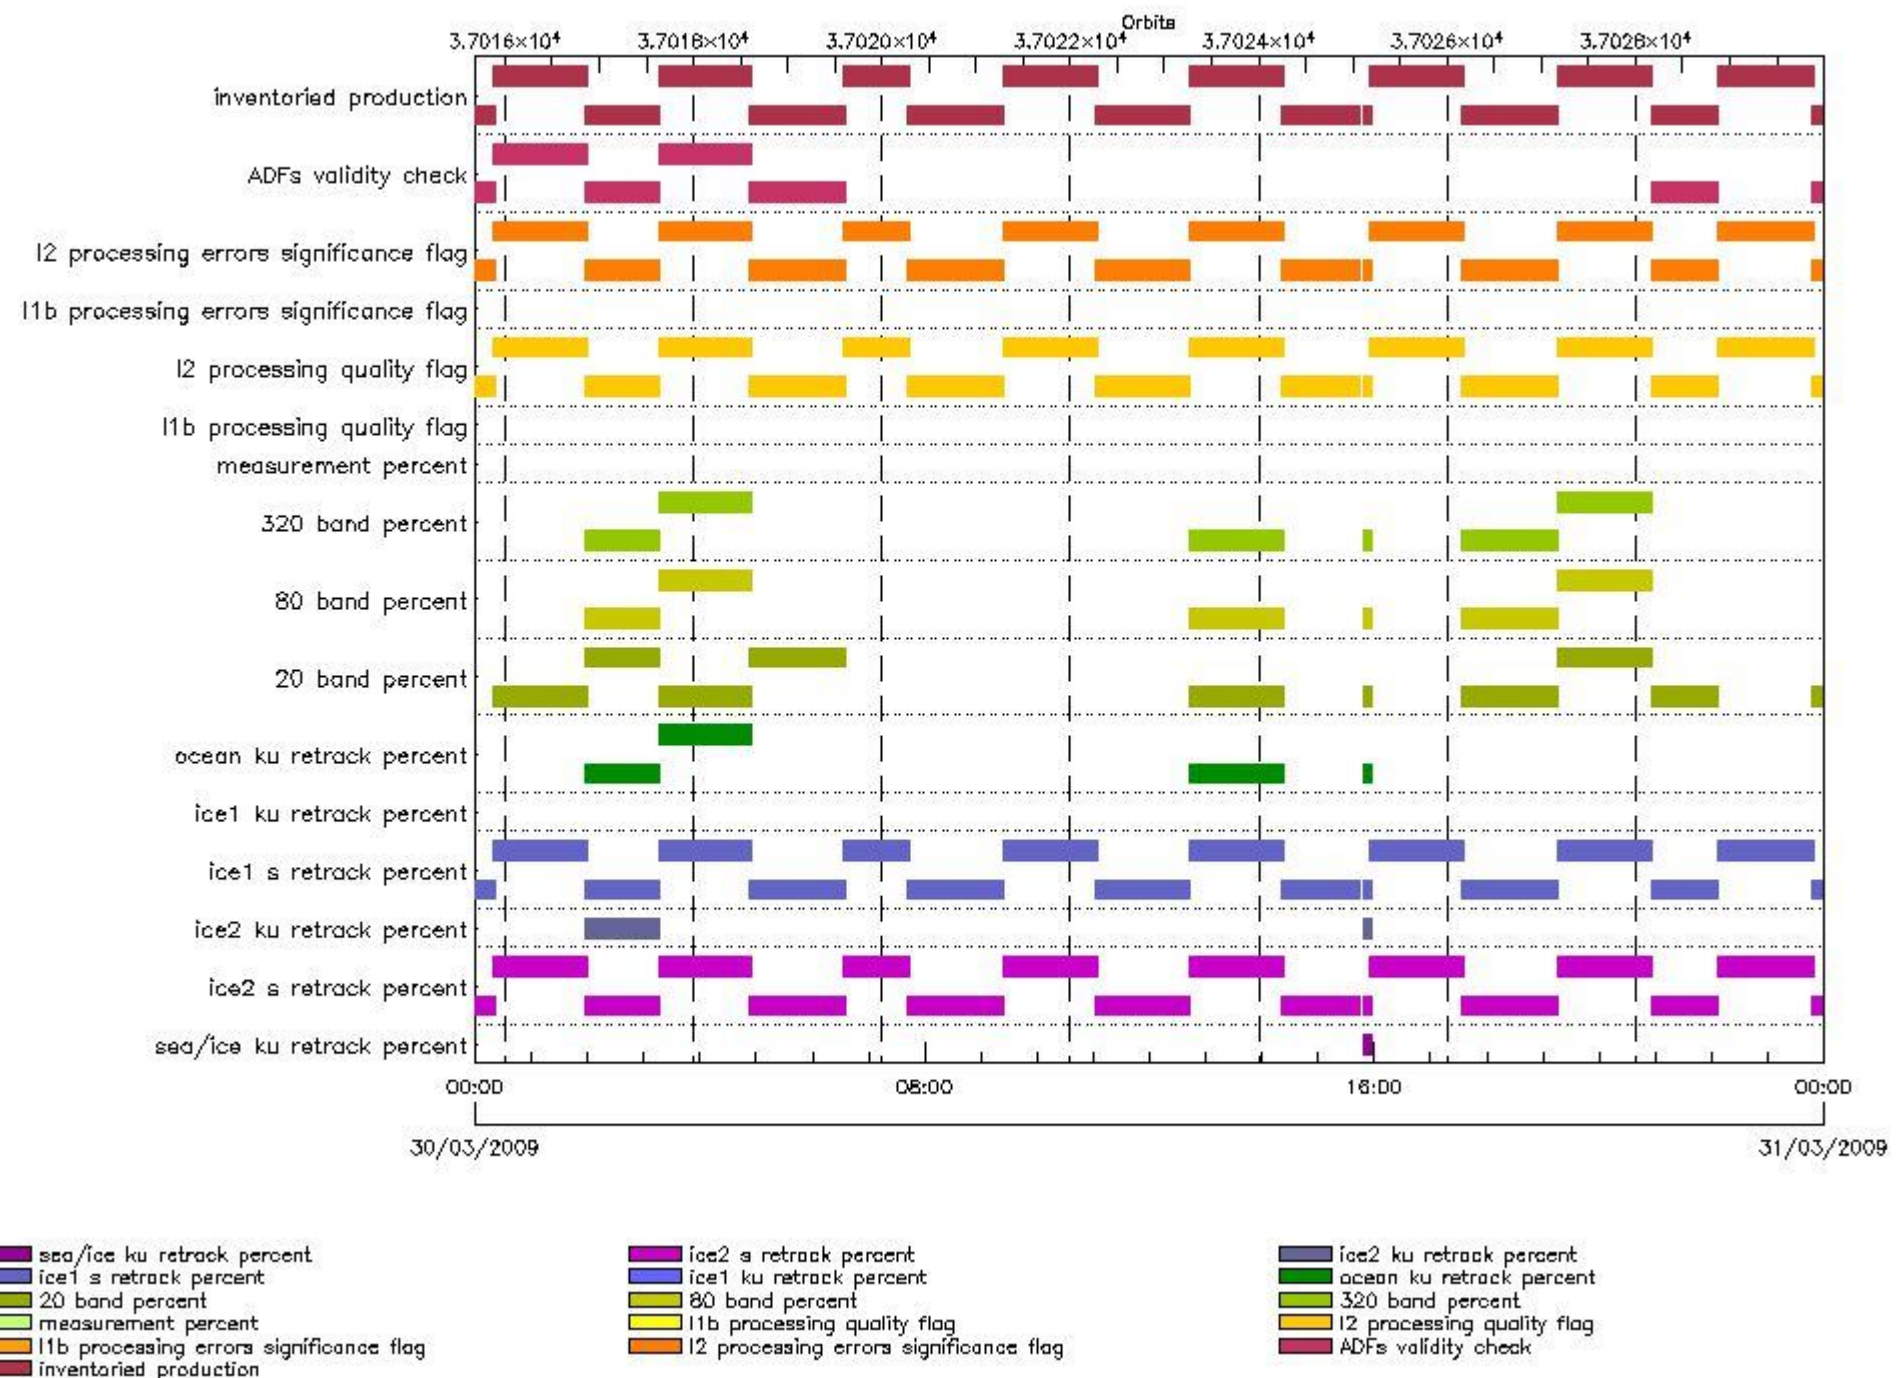 Orbits
3.7016×10⁴ 3.7018×10⁴ 3.7020×10⁴ 3.7022×10⁴ 3.7024×10⁴ 3.7026×10⁴ 3.7028×10⁴
inventoried production
ADFs validity check
l2 processing errors significance flag
l1b processing errors significance flag
l2 processing quality flag
l1b processing quality flag
measurement percent
320 band percent
80 band percent
20 band percent
ocean ku retrack percent
ice1 ku retrack percent
ice1 s retrack percent
ice2 ku retrack percent
ice2 s retrack percent
sea/ice ku retrack percent
00:00 08:00 16:00 00:00
30/03/2009 31/03/2009
sea/ice ku retrack percent ice2 s retrack percent ice2 ku retrack percent
ice1 s retrack percent ice1 ku retrack percent ocean ku retrack percent
20 band percent 80 band percent 320 band percent
measurement percent l1b processing quality flag l2 processing quality flag
l1b processing errors significance flag l2 processing errors significance flag ADFs validity check
inventoried production